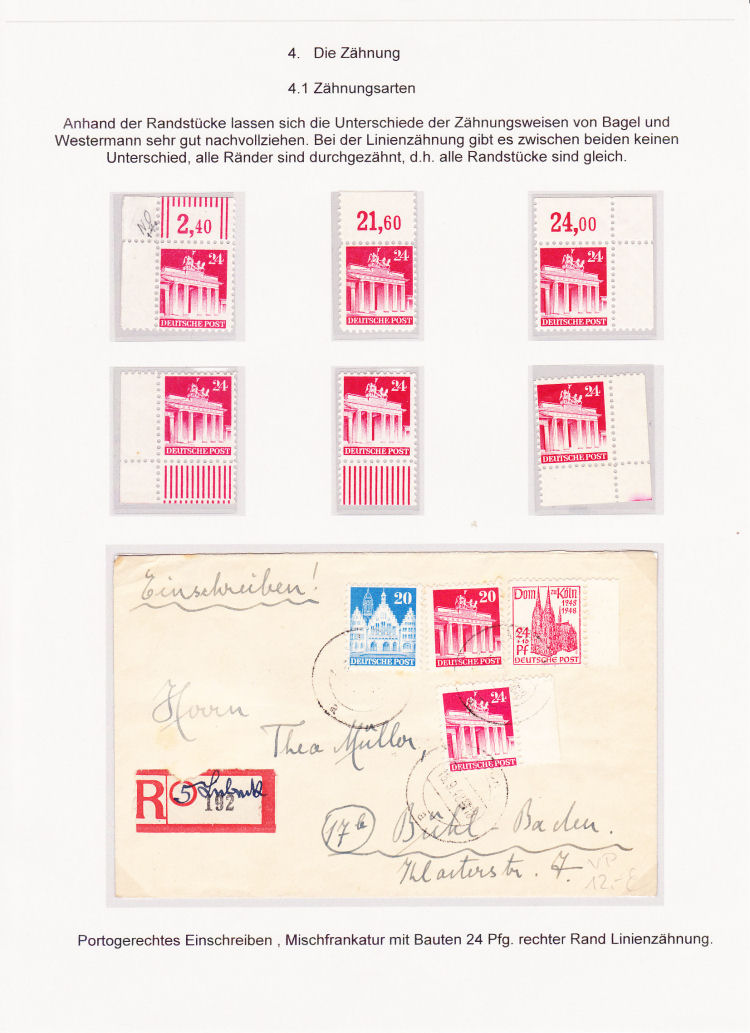 4. Die Zähnung
4.1 Zähnungsarten
Anhand der Randstücke lassen sich die Unterschiede der Zähnungsweisen von Bagel und
Westermann sehr gut nachvollziehen. Bei der Linienzähnung gibt es zwischen beiden keinen
Unterschied, alle Ränder sind durchgezähnt, d.h. alle Randstücke sind gleich.
2,40
24
DEUTSCHE POST
21,60
24
DEUTSCHE POST
24,00
24
DEUTSCHE POST
24
DEUTSCHE POST
24
DEUTSCHE POST
24
DEUTSCHE POST
Einschreiben!
20
DEUTSCHE POST
20
DEUTSCHE POST
Dom zu Köln
1248
1948
24
+10
Pf
DEUTSCHE POST
24
DEUTSCHE POST
Herrn
Thea Müller,
R
5
192
17b Bühl-Baden.
7.
VP
12.-€
Portogerechtes Einschreiben , Mischfrankatur mit Bauten 24 Pfg. rechter Rand Linienzähnung.